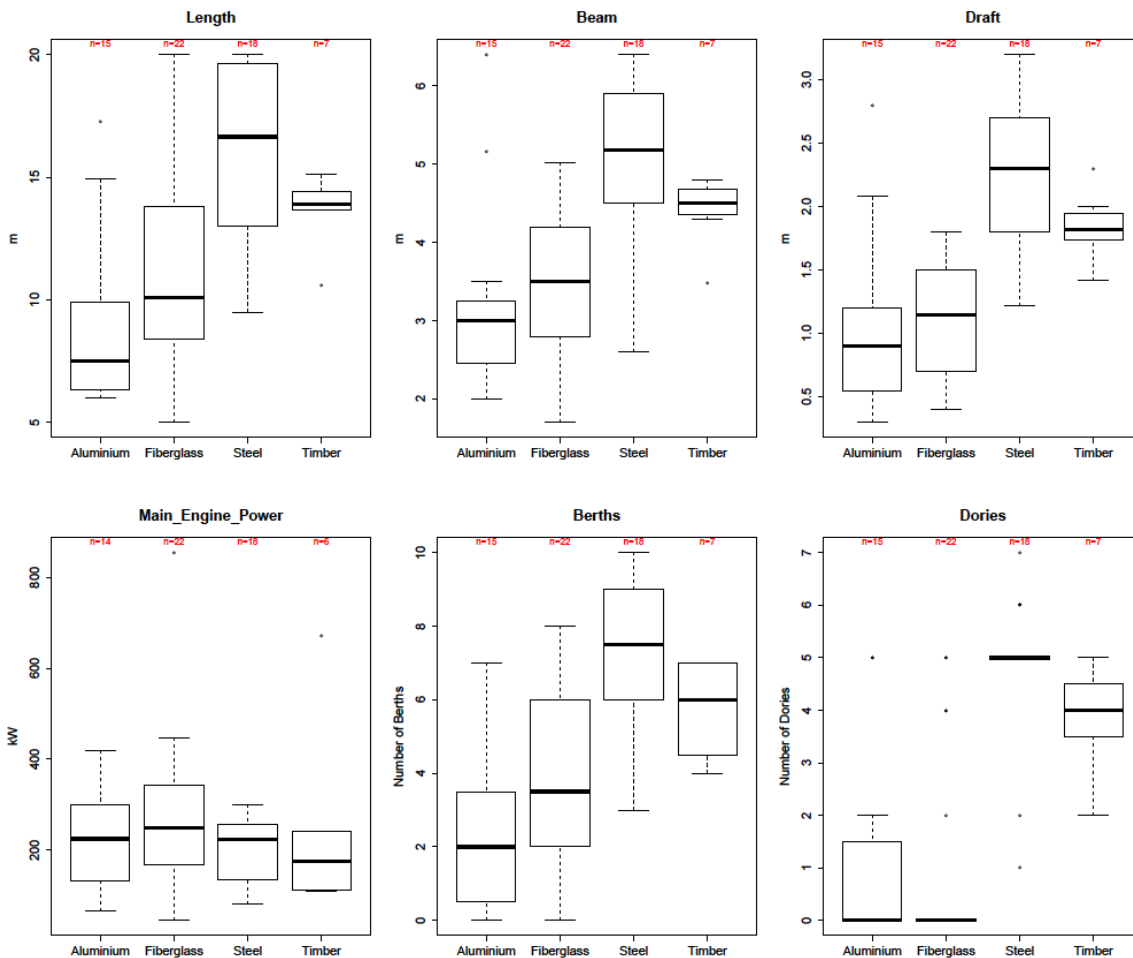 Length
n=15 n=22 n=18 n=7
20
15
10
5
m
Aluminium Fiberglass Steel Timber
Beam
n=15 n=22 n=18 n=7
6
5
4
3
2
m
Aluminium Fiberglass Steel Timber
Draft
n=15 n=22 n=18 n=7
3.0
2.5
2.0
1.5
1.0
0.5
m
Aluminium Fiberglass Steel Timber
Main_Engine_Power
n=14 n=22 n=18 n=6
800
600
400
200
kW
Aluminium Fiberglass Steel Timber
Berths
n=15 n=22 n=18 n=7
10
8
6
4
2
0
Number of Berths
Aluminium Fiberglass Steel Timber
Dories
n=15 n=22 n=18 n=7
7
6
5
4
3
2
1
0
Number of Dories
Aluminium Fiberglass Steel Timber